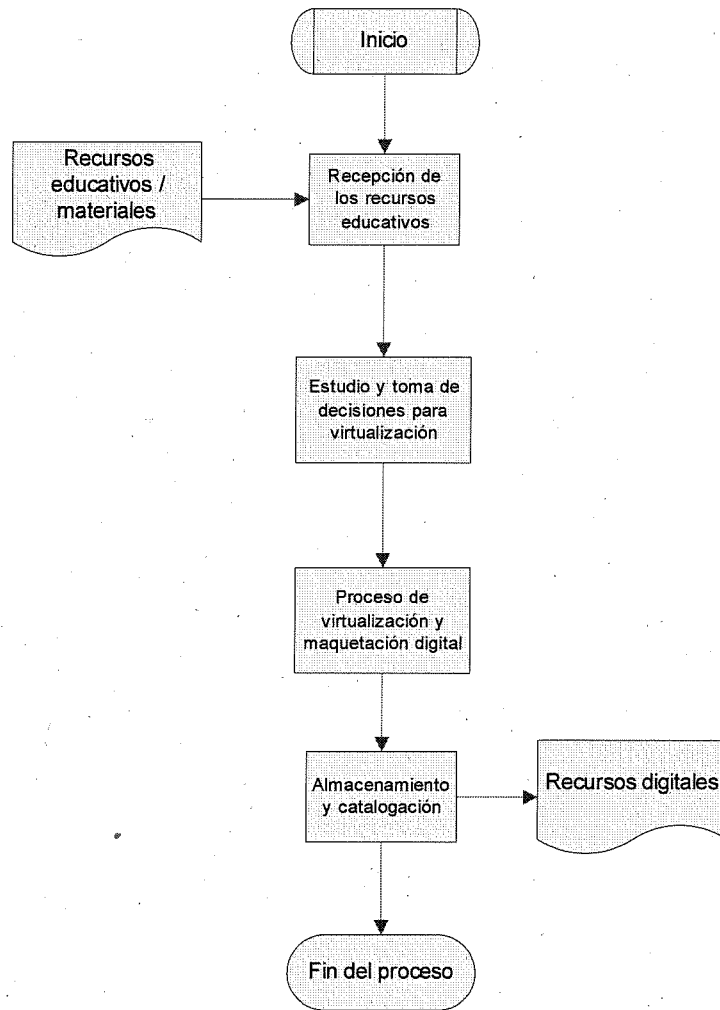 Inicio
Recursos
educativos /
materiales
Recepción de
los recursos
educativos
Estudio y toma de
decisiones para
virtualización
Proceso de
virtualización y
maquetación digital
Almacenamiento
y catalogación
Recursos digitales
Fin del proceso